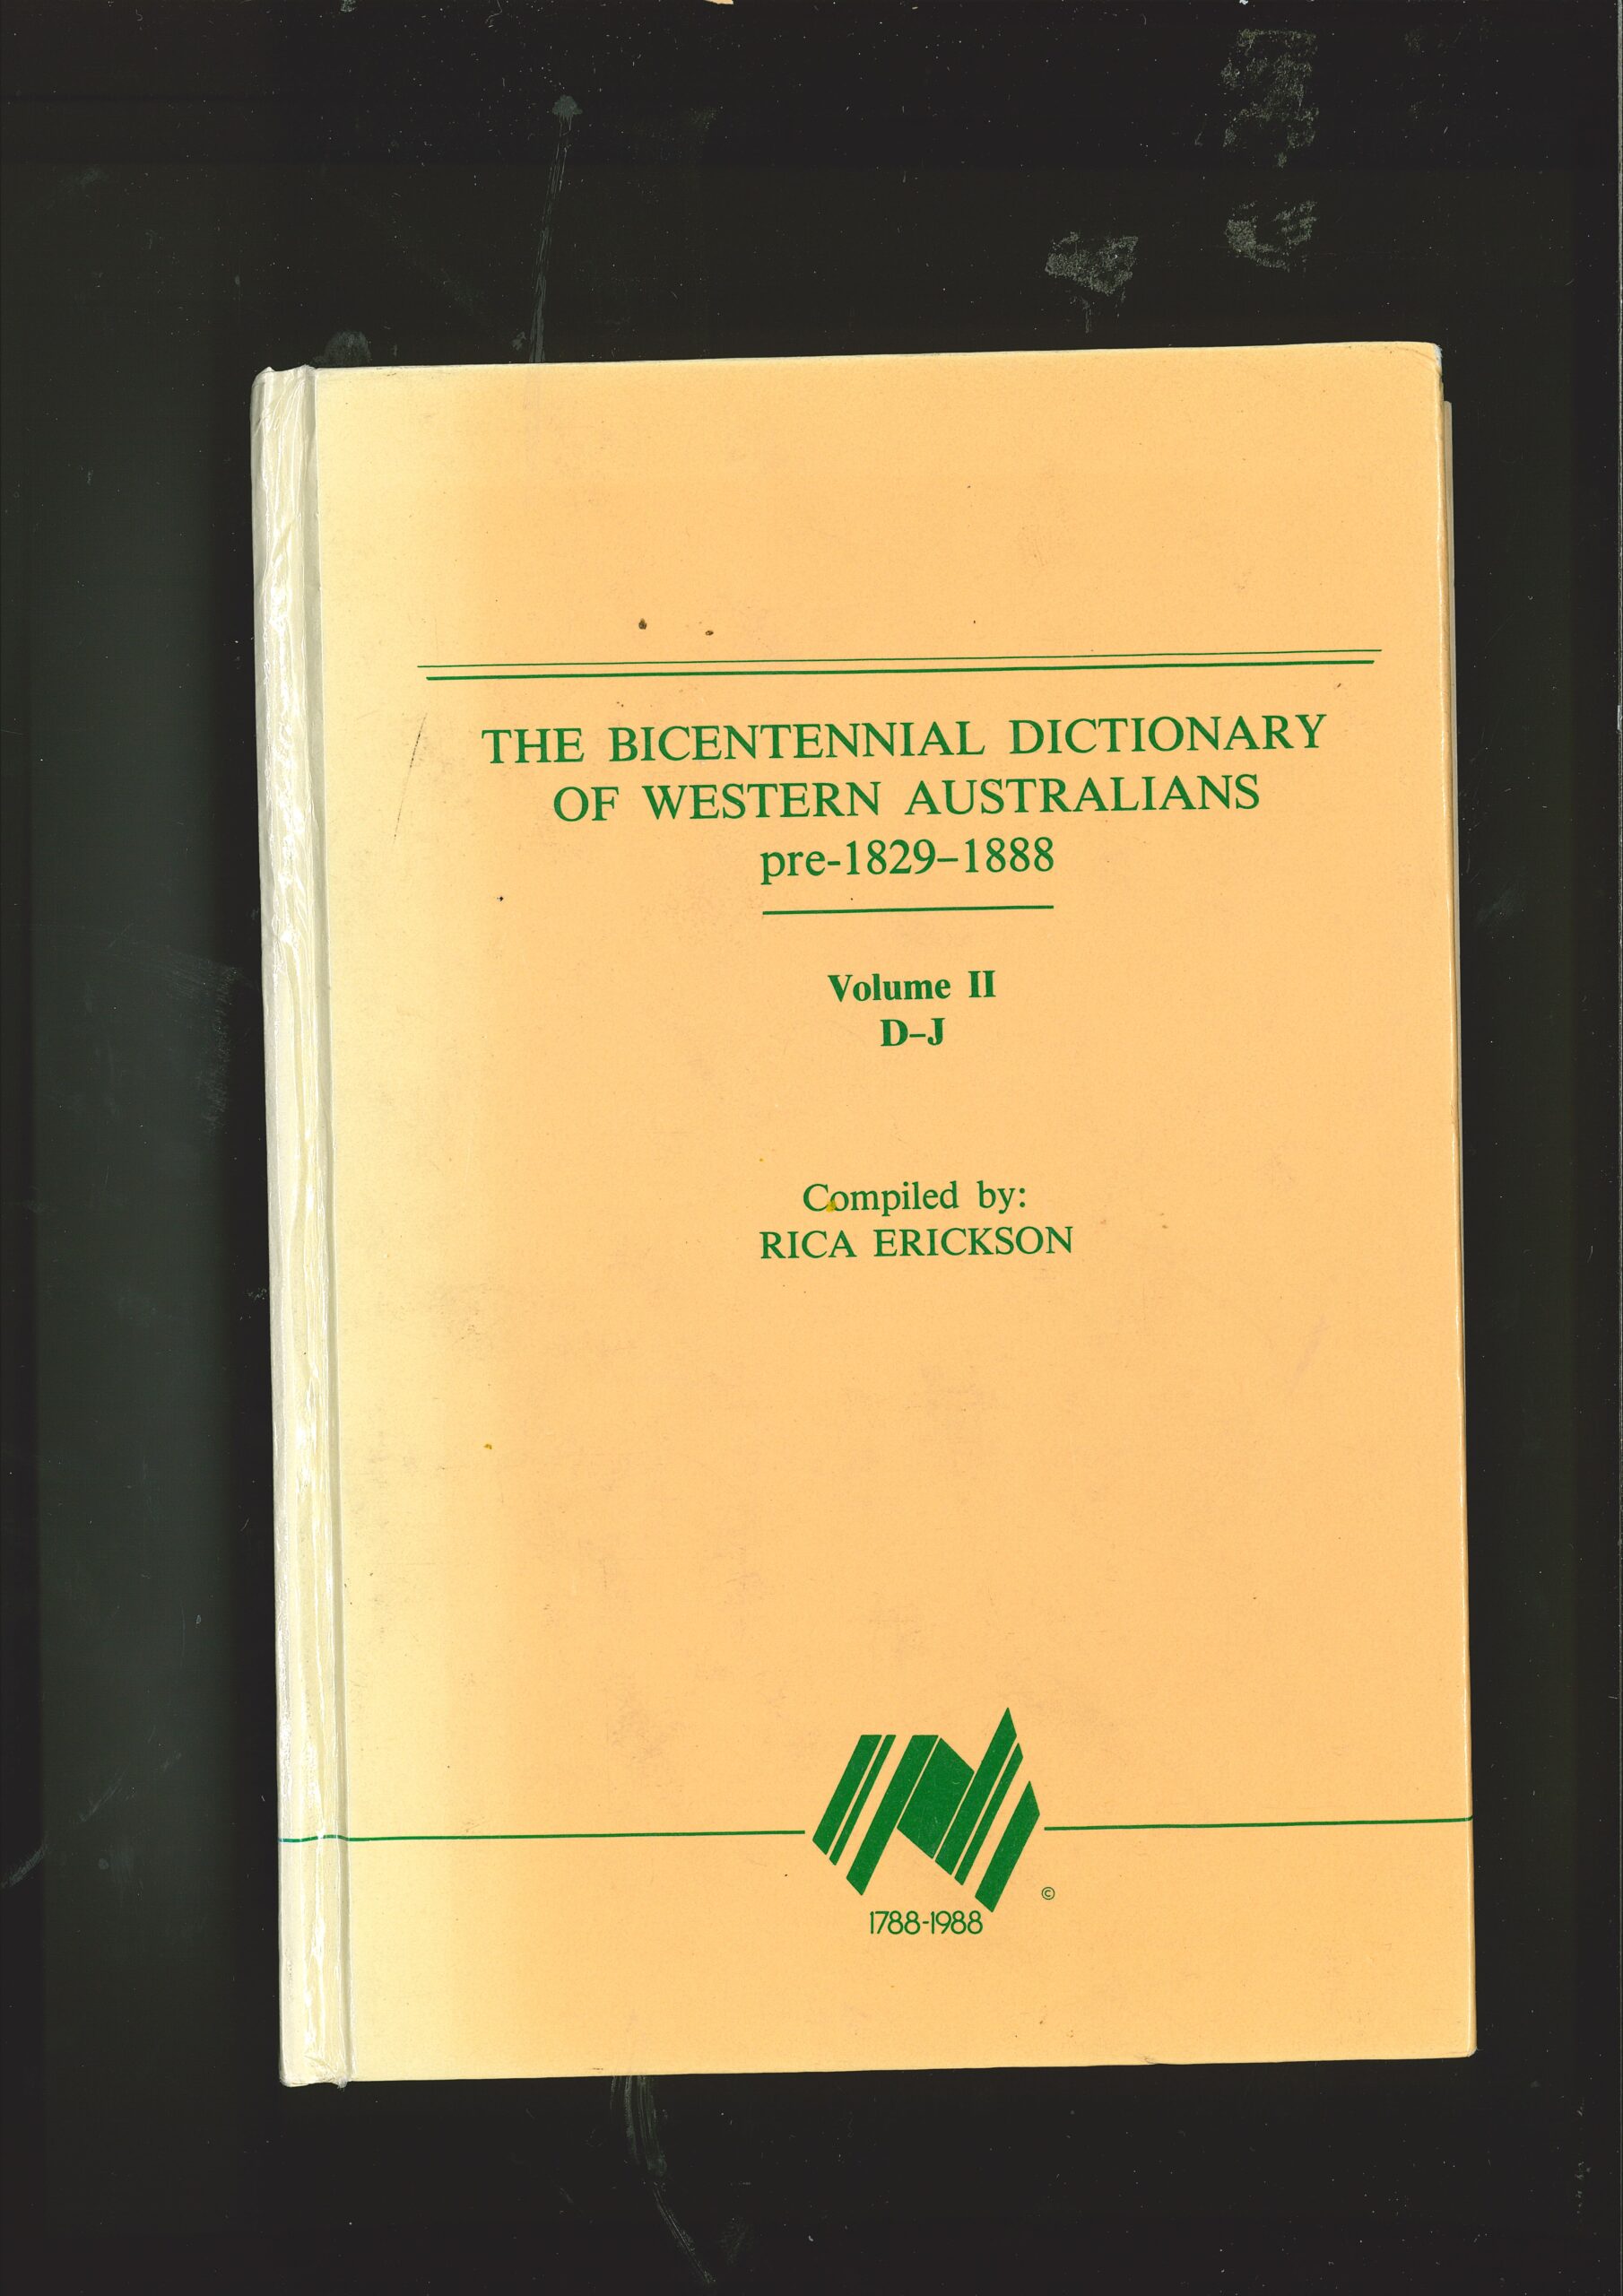 THE BICENTENNIAL DICTIONARY
OF WESTERN AUSTRALIANS
pre-1829–1888
Volume II
D–J
Compiled by:
RICA ERICKSON
©
1788-1988